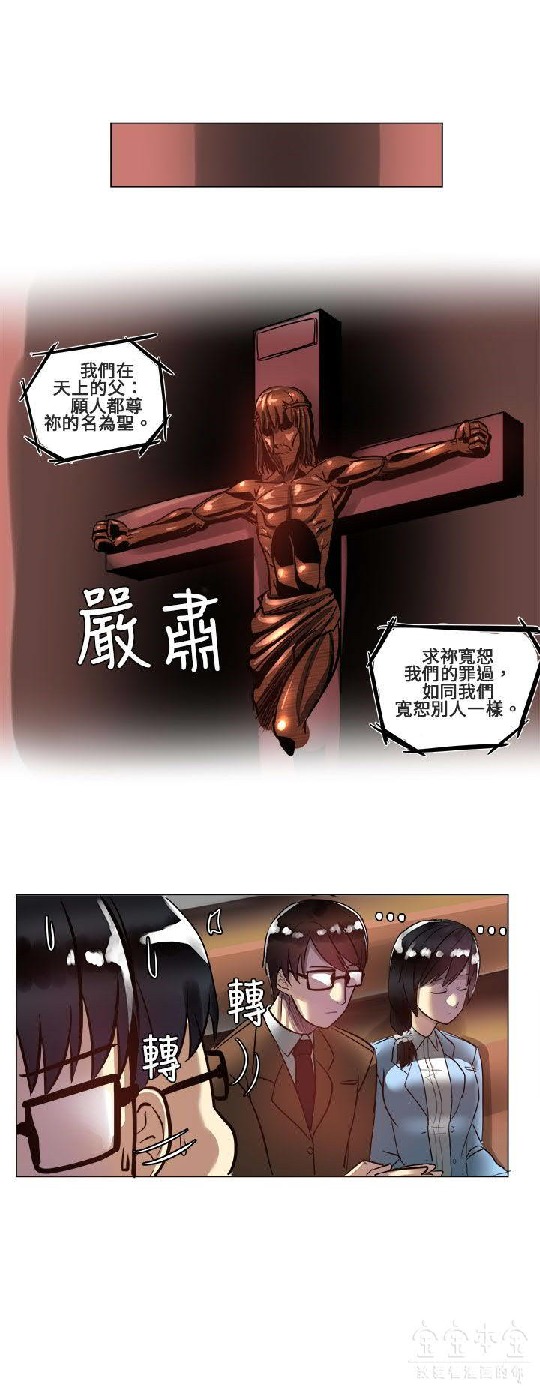 我們在
天上的父：
願人都尊
祢的名為聖。
嚴肅
求祢寬恕
我們的罪過，
如同我們
寬恕別人一樣。
轉
轉